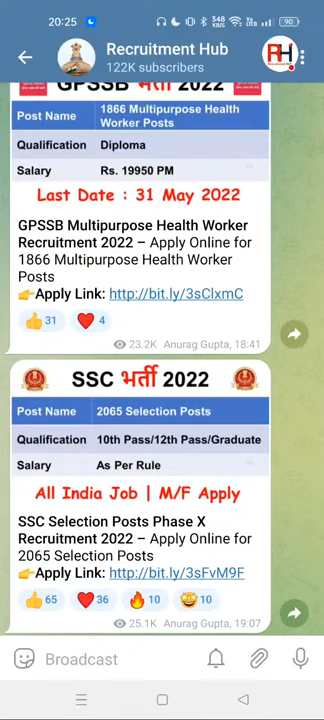 20:25
348 KB/S
90
Recruitment Hub
122K subscribers
RH
GPSSB भर्ती 2022
Post Name 1866 Multipurpose Health Worker Posts
Qualification Diploma
Salary Rs. 19950 PM
Last Date : 31 May 2022
GPSSB Multipurpose Health Worker
Recruitment 2022 – Apply Online for
1866 Multipurpose Health Worker
Posts
👉Apply Link: http://bit.ly/3sClxmC
👍 31 ❤️ 4
23.2K Anurag Gupta, 18:41
SSC भर्ती 2022
Post Name 2065 Selection Posts
Qualification 10th Pass/12th Pass/Graduate
Salary As Per Rule
All India Job | M/F Apply
SSC Selection Posts Phase X
Recruitment 2022 – Apply Online for
2065 Selection Posts
👉Apply Link: http://bit.ly/3sFvM9F
👍 65 ❤️ 36 🔥 10 🤩 10
25.1K Anurag Gupta, 19:07
Broadcast